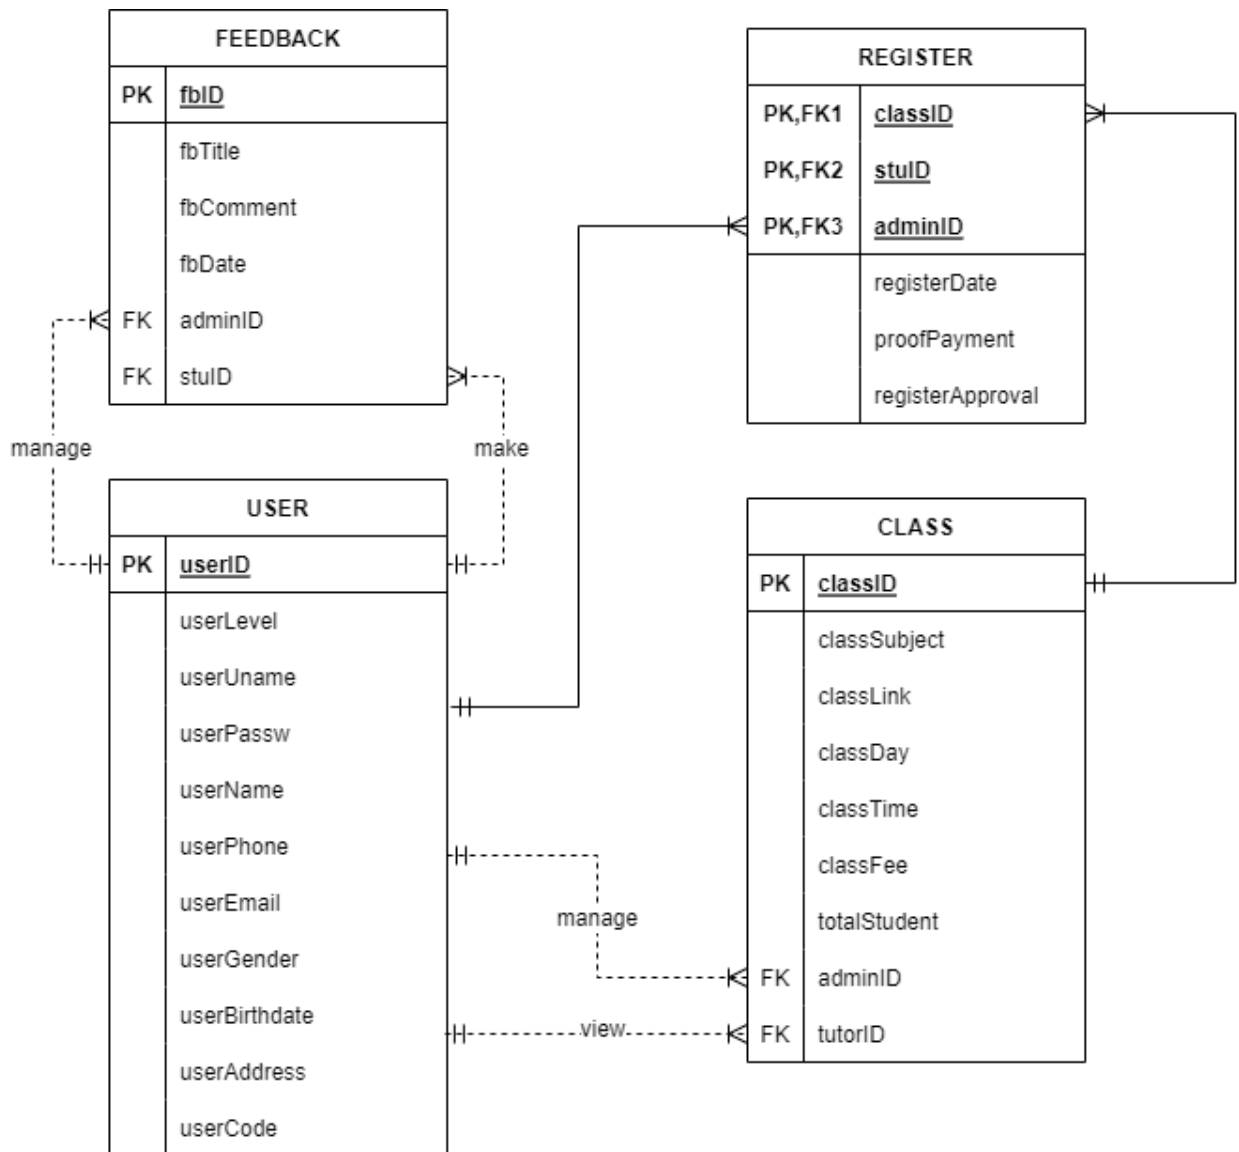 FEEDBACK
PK fbID
fbTitle
fbComment
fbDate
FK adminID
FK stuID
manage
make
USER
PK userID
userLevel
userUname
userPassw
userName
userPhone
userEmail
userGender
userBirthdate
userAddress
userCode
REGISTER
PK,FK1 classID
PK,FK2 stuID
PK,FK3 adminID
registerDate
proofPayment
registerApproval
manage
view
CLASS
PK classID
classSubject
classLink
classDay
classTime
classFee
totalStudent
FK adminID
FK tutorID